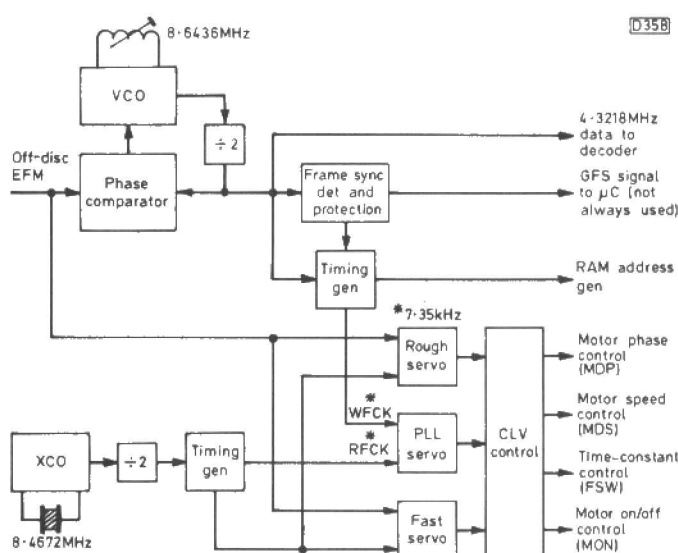 8·6436MHz
D358
VCO
÷2
4·3218MHz
data to
decoder
Off-disc
EFM
Phase
comparator
Frame sync
det and
protection
GFS signal
to µC (not
always used)
Timing
gen
RAM address
gen
*7·35kHz
Rough
servo
Motor phase
control
(MDP)
*
WFCK
*
RFCK
PLL
servo
CLV
control
Motor speed
control
(MDS)
XCO
÷2
Timing
gen
Time-constant
control
(FSW)
8·4672MHz
Fast
servo
Motor on/off
control
(MON)